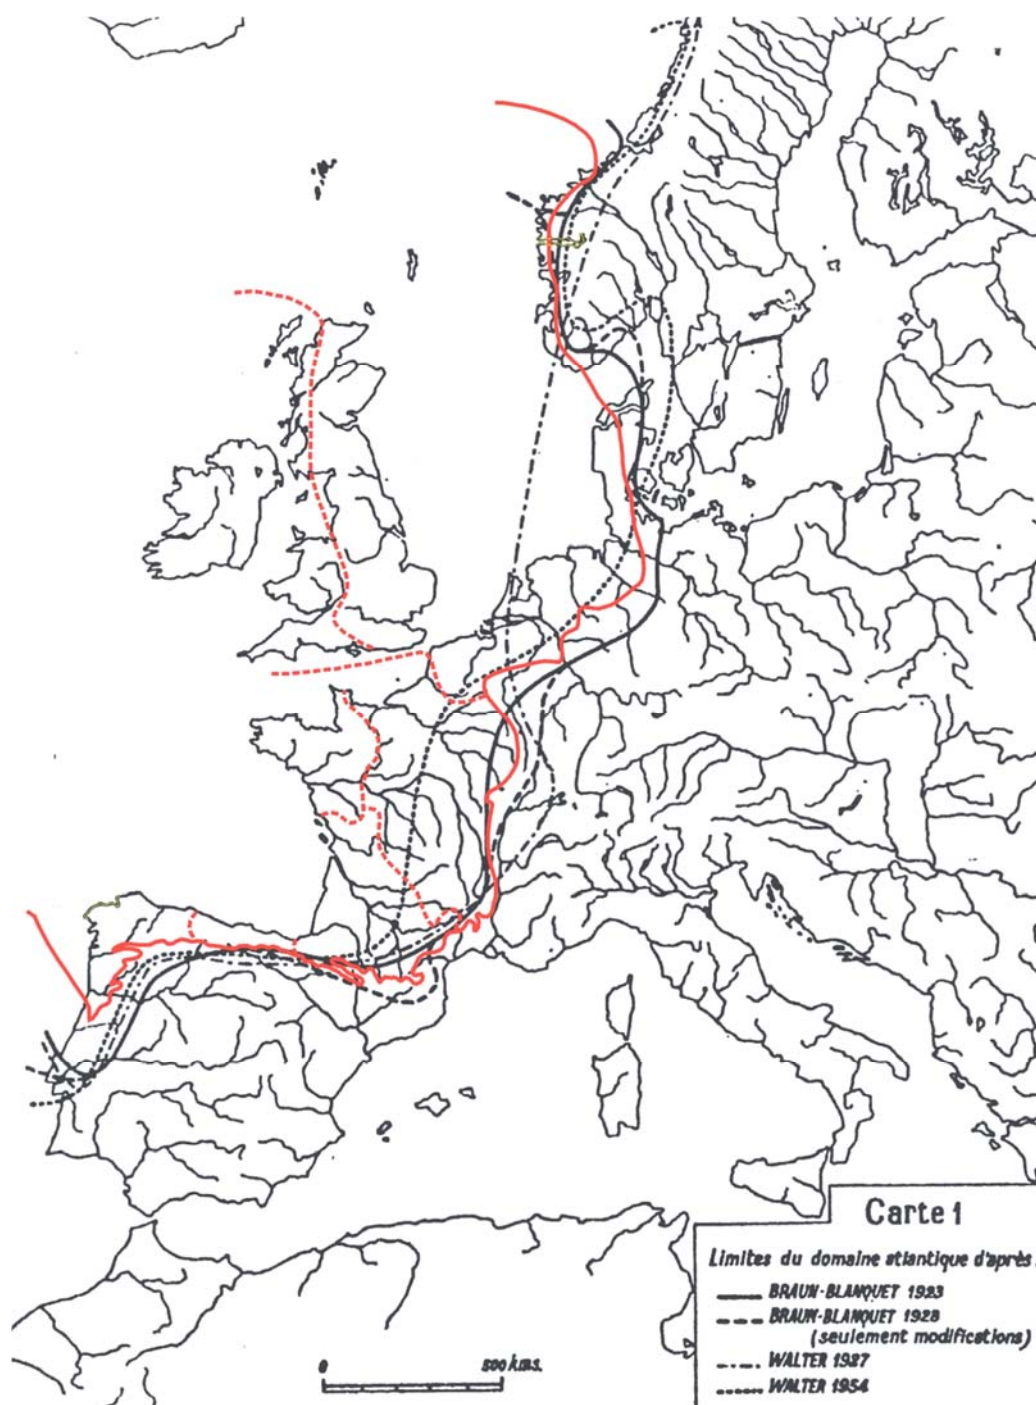 Carte 1
Limites du domaine atlantique d'après :
BRAUN-BLANQUET 1923
BRAUN-BLANQUET 1928
(seulement modifications)
WALTER 1927
WALTER 1954
0 500 kms.